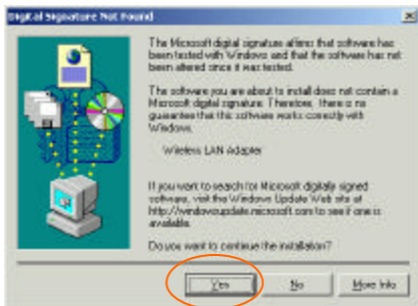 Digital Signature Not Found
The Microsoft digital signature affirms that software has
been tested with Windows and that the software has not
been altered since it was tested.
The software you are about to install does not contain a
Microsoft digital signature. Therefore, there is no
guarantee that this software works correctly with
Windows.
Wireless LAN Adapter
If you want to search for Microsoft digitally signed
software, visit the Windows Update Web site at
http://windowsupdate.microsoft.com to see if one is
available.
Do you want to continue the installation?
Yes No More Info